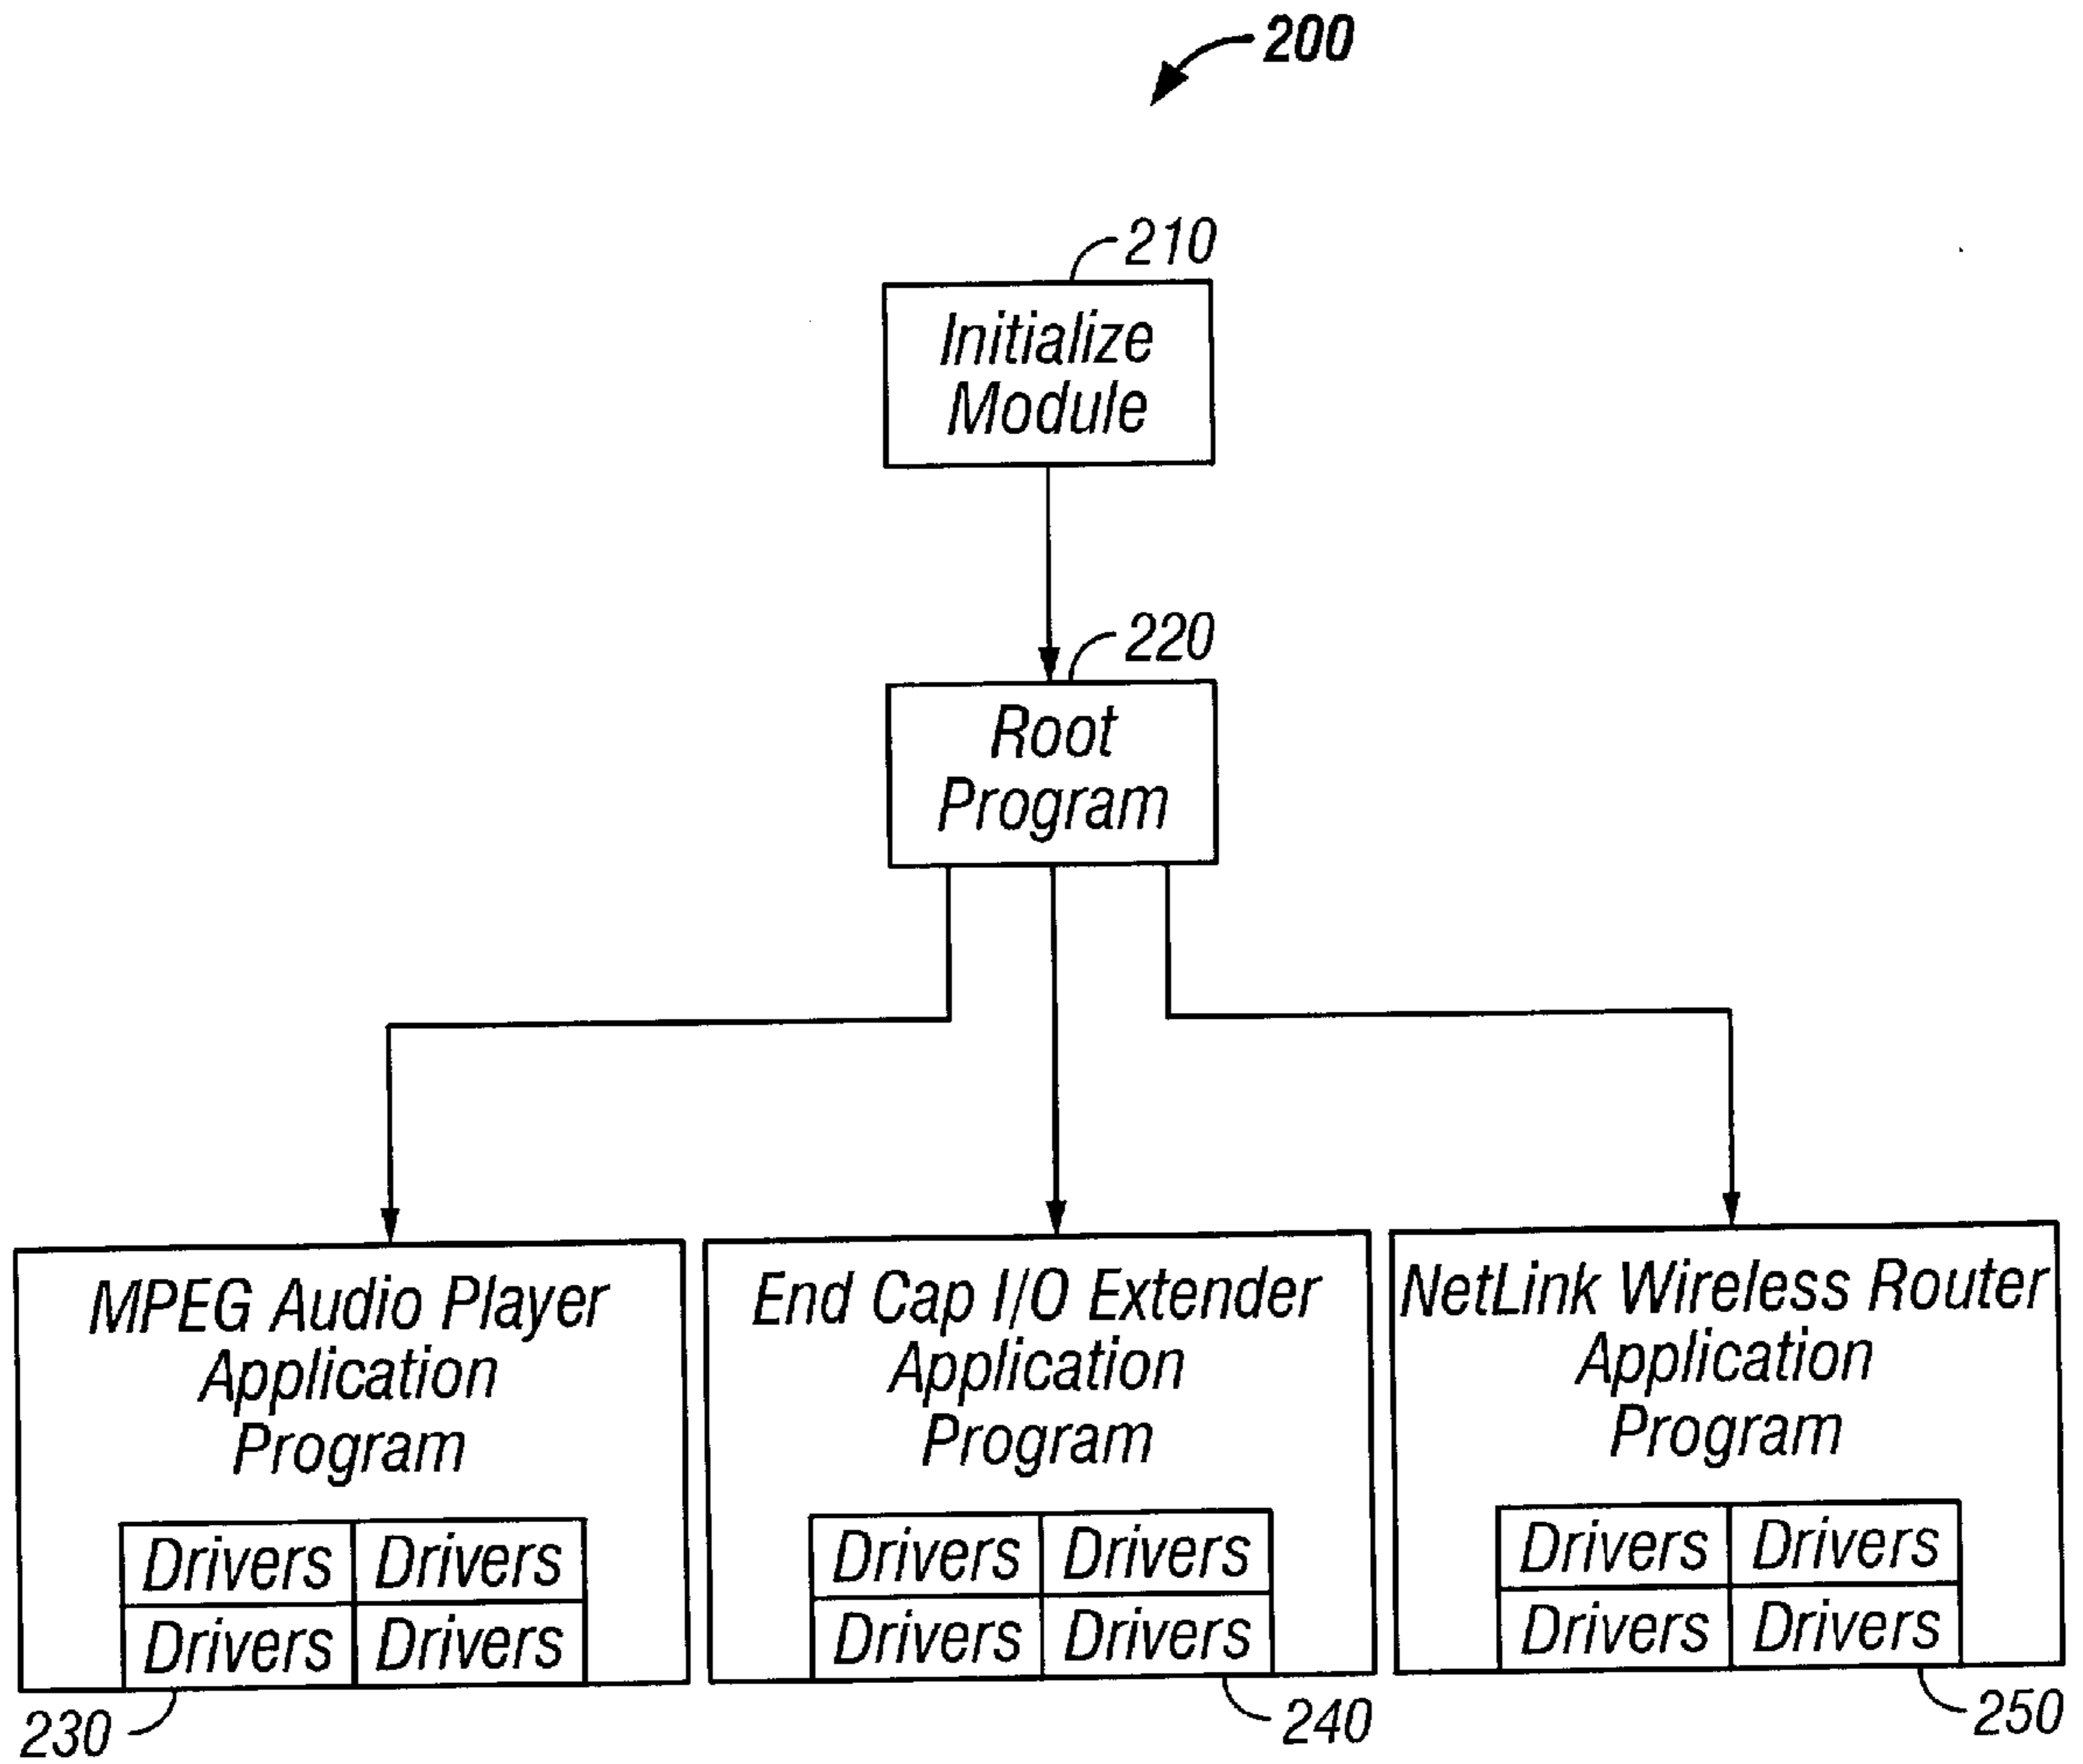 200
210
Initialize
Module
220
Root
Program
MPEG Audio Player
Application
Program
Drivers Drivers
Drivers Drivers
230
End Cap I/O Extender
Application
Program
Drivers Drivers
Drivers Drivers
240
NetLink Wireless Router
Application
Program
Drivers Drivers
Drivers Drivers
250